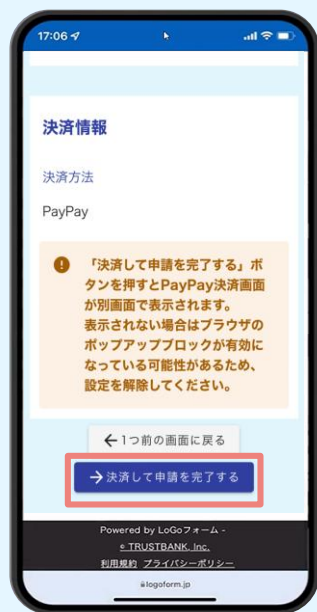 17:06
決済情報
決済方法
PayPay
「決済して申請を完了する」ボ
タンを押すとPayPay決済画面
が別画面で表示されます。
表示されない場合はブラウザの
ポップアップブロックが有効に
なっている可能性があるため、
設定を解除してください。
←1つ前の画面に戻る
→決済して申請を完了する
Powered by LoGoフォーム -
© TRUSTBANK, Inc.
利用規約 プライバシーポリシー
logoform.jp